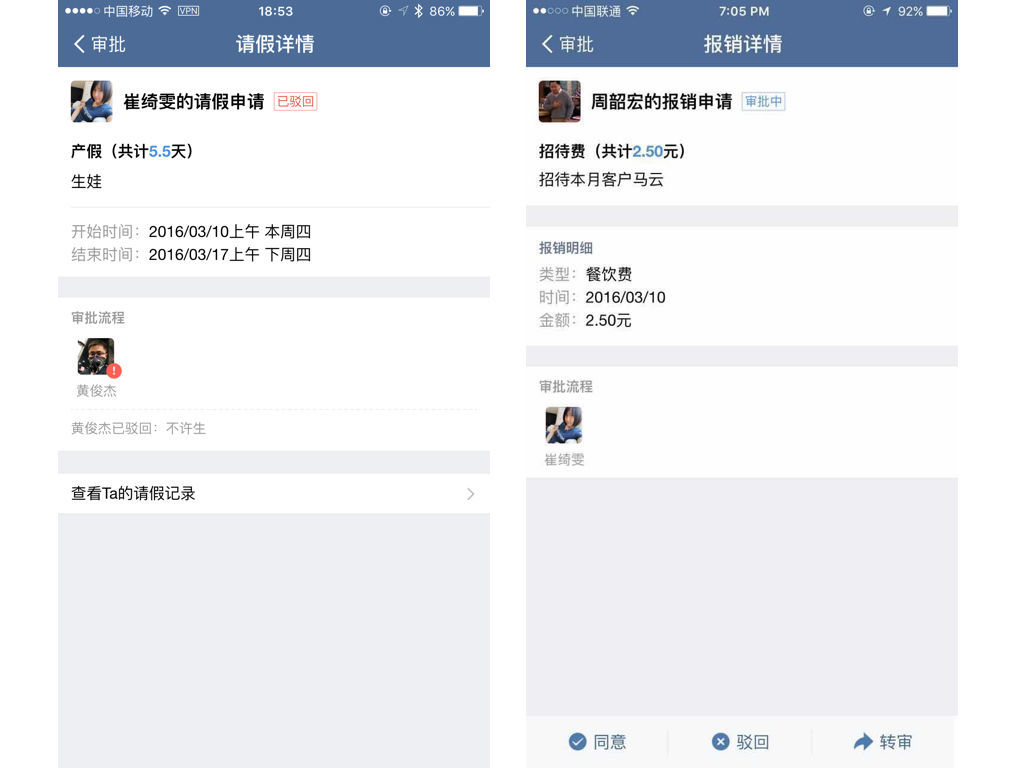 中国移动 VPN 18:53 86%
审批 请假详情
崔绮雯的请假申请 已驳回
产假（共计5.5天）
生娃
开始时间：2016/03/10上午 本周四
结束时间：2016/03/17上午 下周四
审批流程
黄俊杰
黄俊杰已驳回：不许生
查看Ta的请假记录
中国联通 7:05 PM 92%
审批 报销详情
周韶宏的报销申请 审批中
招待费（共计2.50元）
招待本月客户马云
报销明细
类型：餐饮费
时间：2016/03/10
金额：2.50元
审批流程
崔绮雯
同意 驳回 转审